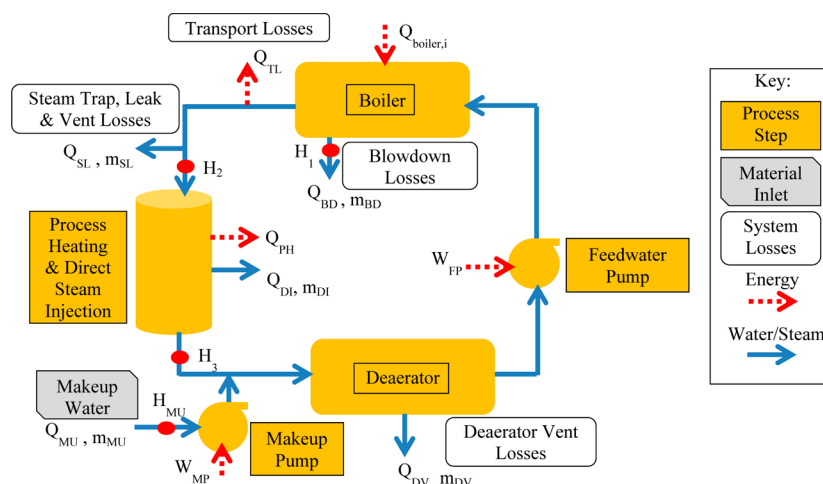 Transport Losses
Q_TL
Q_boiler,i
Boiler
Steam Trap, Leak
& Vent Losses
Q_SL , m_SL
H_2
H_1
Blowdown
Losses
Q_BD , m_BD
Process
Heating
& Direct
Steam
Injection
Q_PH
Q_DI, m_DI
W_FP
Feedwater
Pump
H_3
Deaerator
Makeup
Water
H_MU
Q_MU , m_MU
W_MP
Makeup
Pump
Deaerator Vent
Losses
Q_DV, m_DV
Key:
Process
Step
Material
Inlet
System
Losses
Energy
Water/Steam